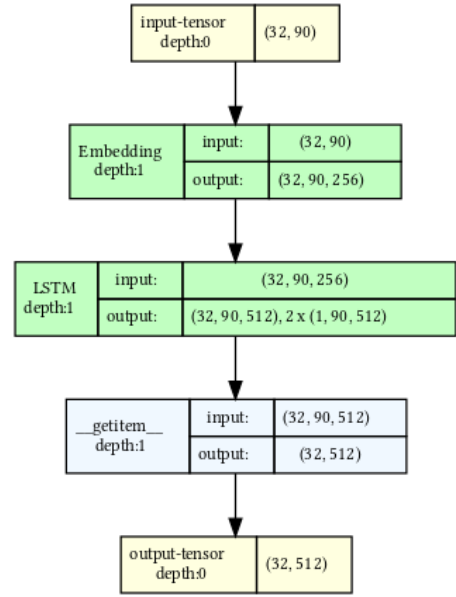 input-tensor
depth:0
(32, 90)
Embedding
depth:1
input:
(32, 90)
output:
(32, 90, 256)
LSTM
depth:1
input:
(32, 90, 256)
output:
(32, 90, 512), 2 x (1, 90, 512)
__getitem__
depth:1
input:
(32, 90, 512)
output:
(32, 512)
output-tensor
depth:0
(32, 512)